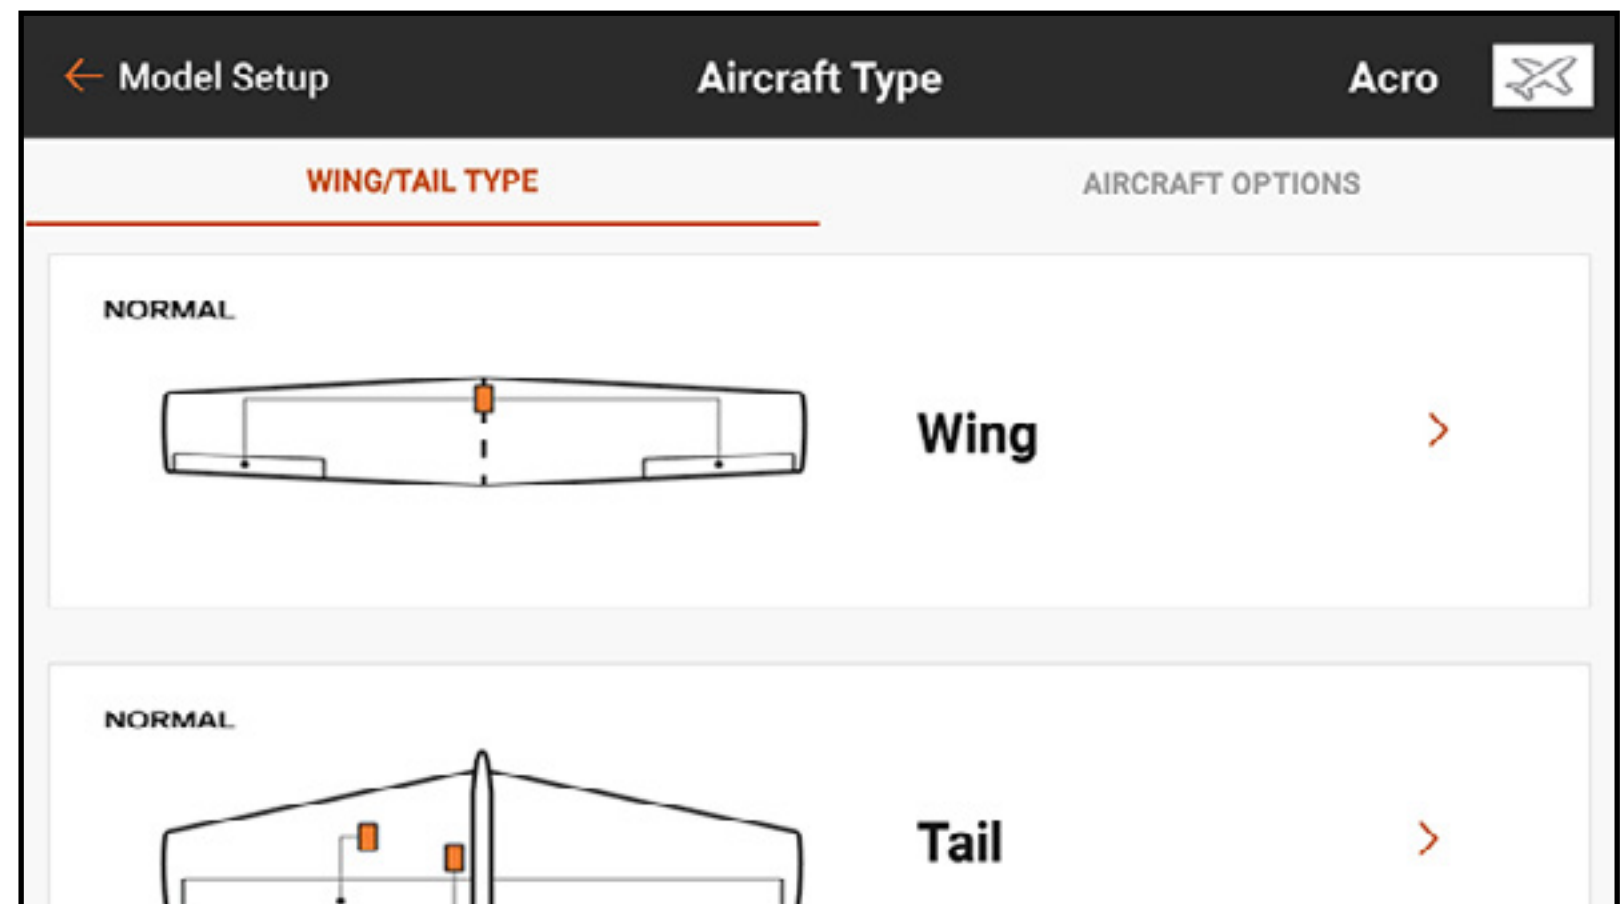 Model Setup
Aircraft Type
Acro
WING/TAIL TYPE
AIRCRAFT OPTIONS
NORMAL
Wing
NORMAL
Tail